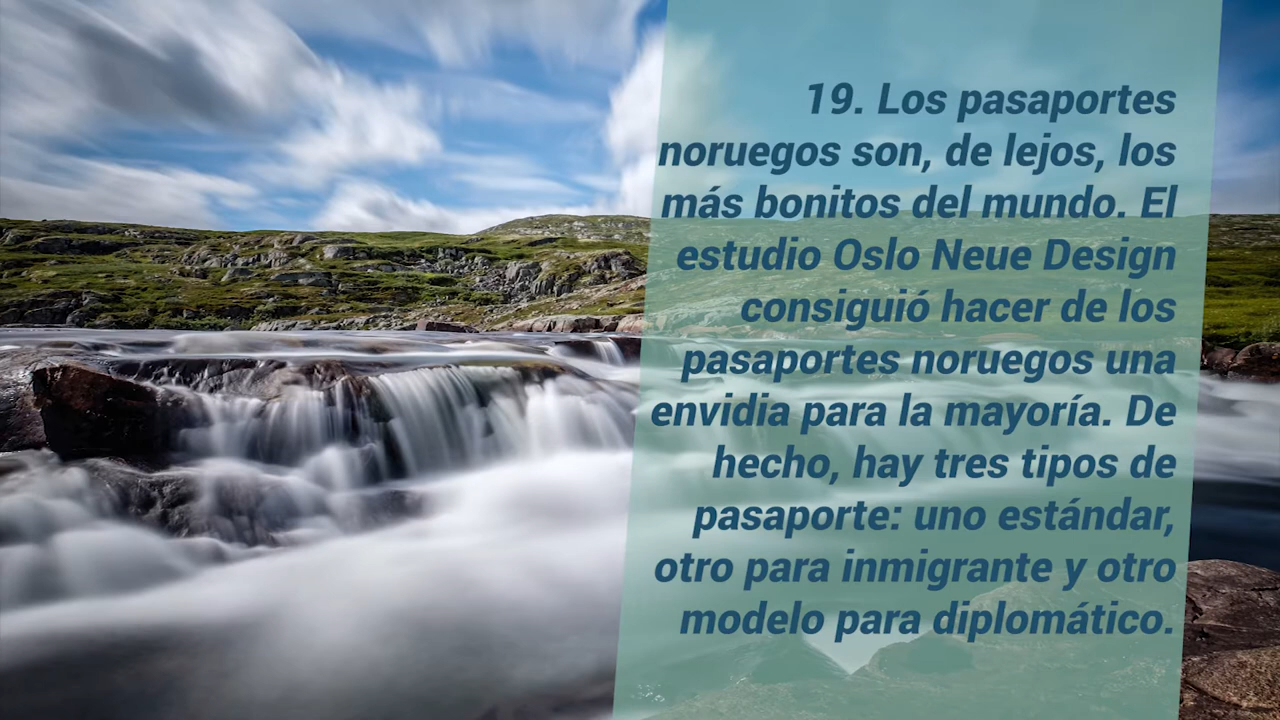 19. Los pasaportes
noruegos son, de lejos, los
más bonitos del mundo. El
estudio Oslo Neue Design
consiguió hacer de los
pasaportes noruegos una
envidia para la mayoría. De
hecho, hay tres tipos de
pasaporte: uno estándar,
otro para inmigrante y otro
modelo para diplomático.